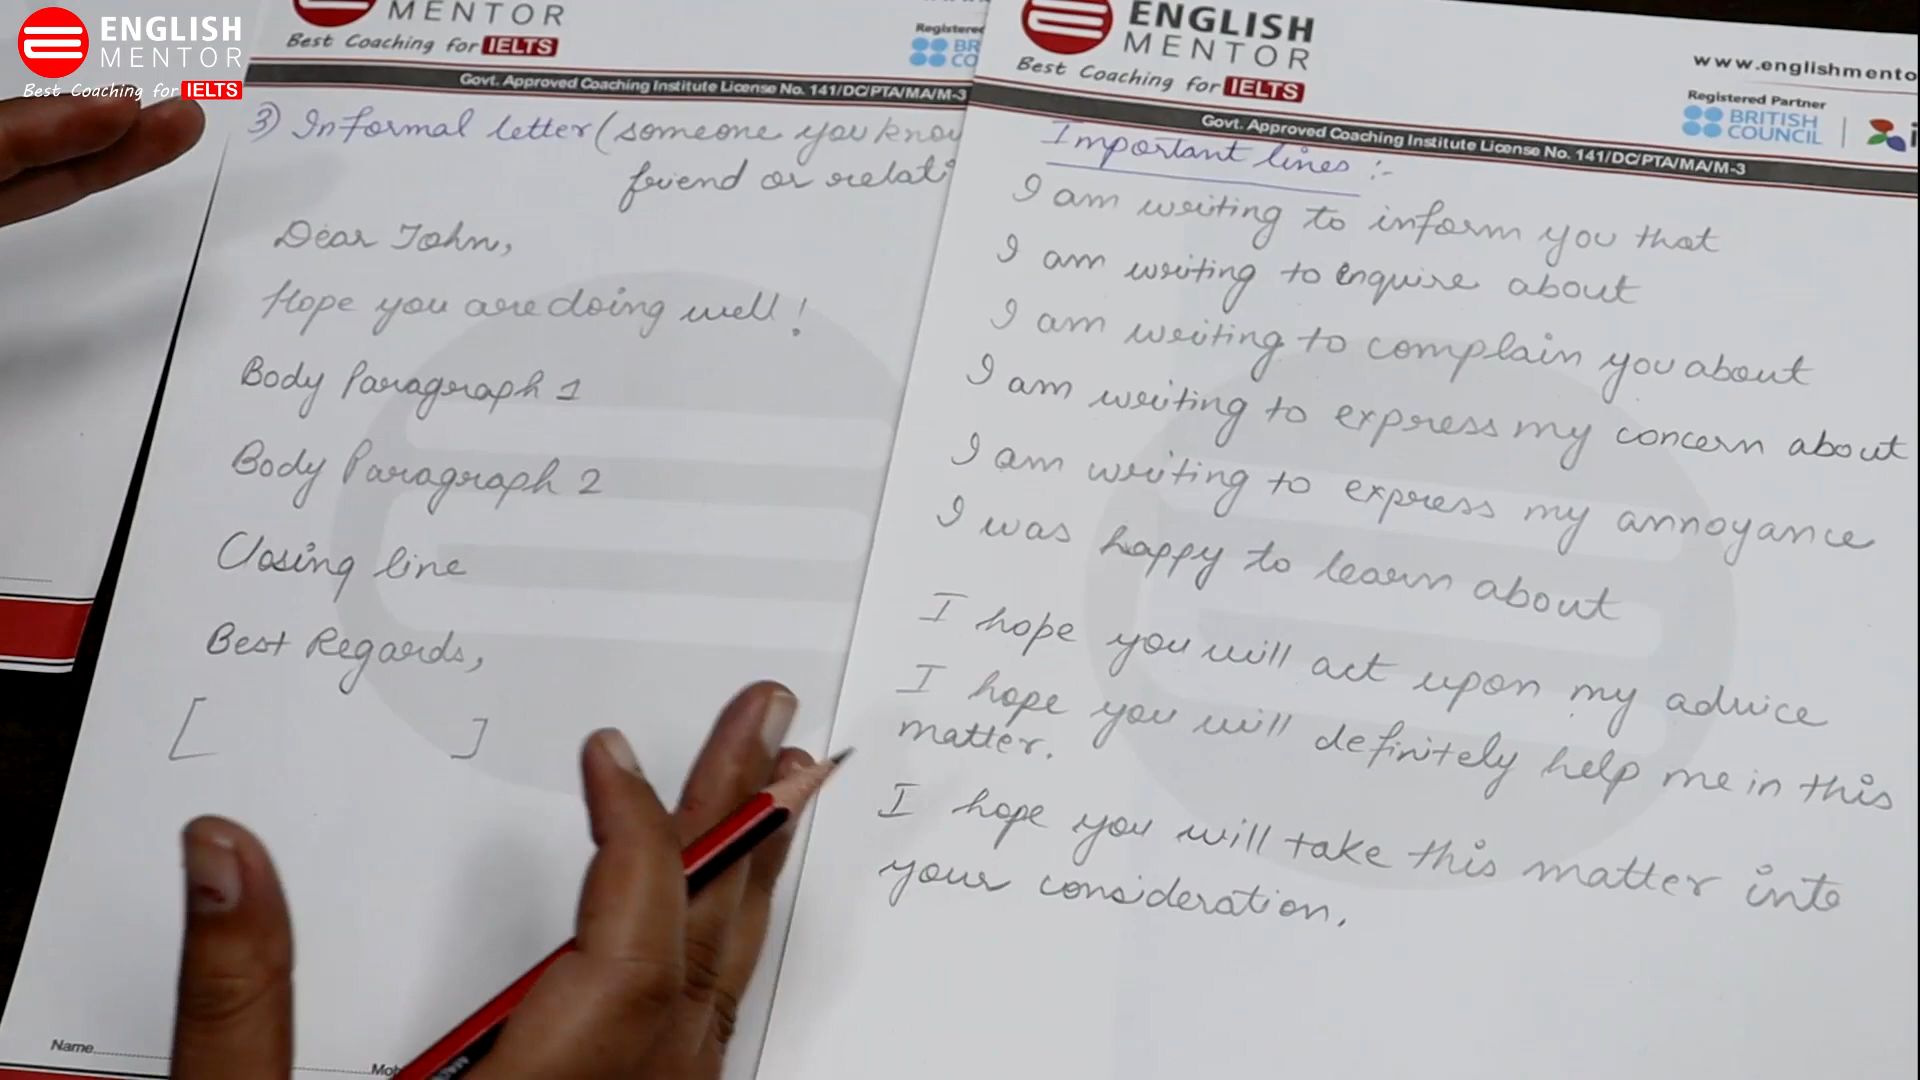 ENGLISH
MENTOR
Best Coaching for IELTS
MENTOR
Best Coaching for IELTS
Registered
BR
CO
Govt. Approved Coaching Institute License No. 141/DC/PTA/MA/M-3
3) Informal letter (someone you know
friend or relati
Dear John,
Hope you are doing well!
Body Paragraph 1
Body Paragraph 2
Closing line
Best Regards,
[ ]
Name
Mob
ENGLISH
MENTOR
Best Coaching for IELTS
www.englishmento
Registered Partner
BRITISH
COUNCIL
Govt. Approved Coaching Institute License No. 141/DC/PTA/MA/M-3
Important lines :-
I am writing to inform you that
I am writing to enquire about
I am writing to complain you about
I am writing to express my concern about
I am writing to express my annoyance
I was happy to learn about
I hope you will act upon my advice
I hope you will definitely help me in this
matter.
I hope you will take this matter into
your consideration.